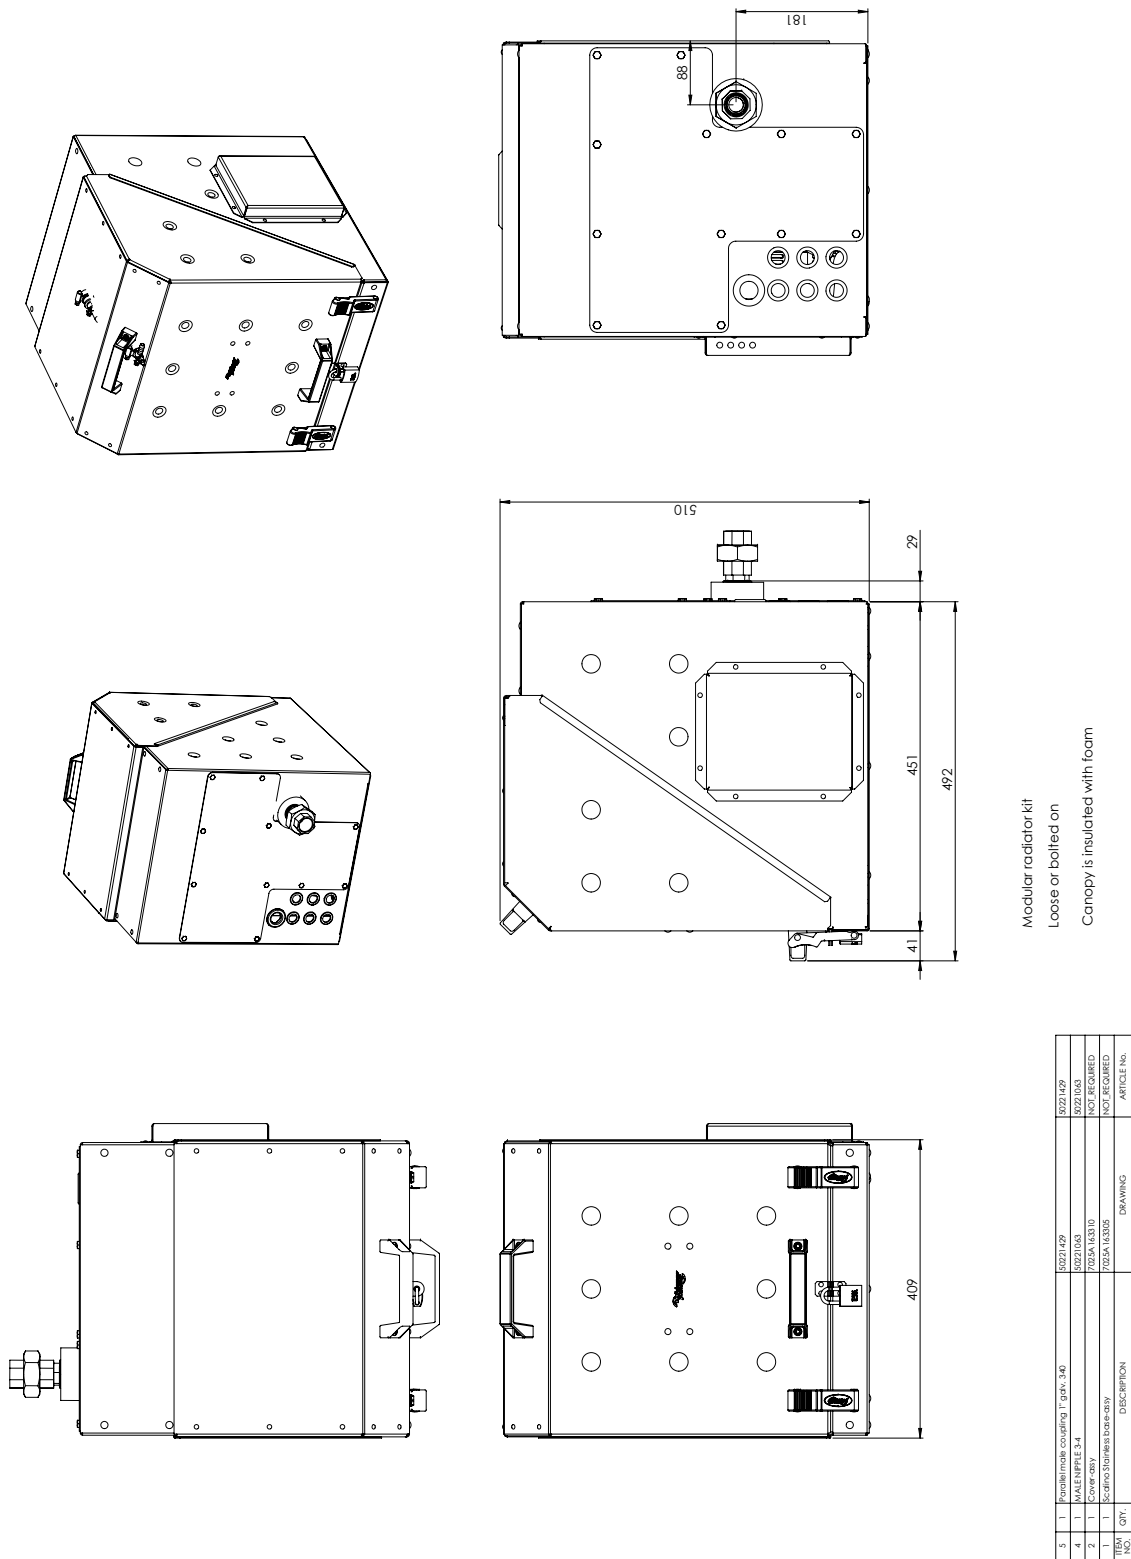 181
88
510
29
451
492
41
409
Modular radiator kit
Loose or bolted on
Canopy is insulated with foam
5 1 Parallel male coupling 1" galv. 340 50221429 50221429
4 1 MALE NIPPLE 3-4 50221063 50221063
2 1 Cover-assy 7025A163310 NOT_REQUIRED
1 1 Scalino Stainless base-assy 7025A163305 NOT_REQUIRED
ITEM NO. QTY. DESCRIPTION DRAWING ARTICLE No.